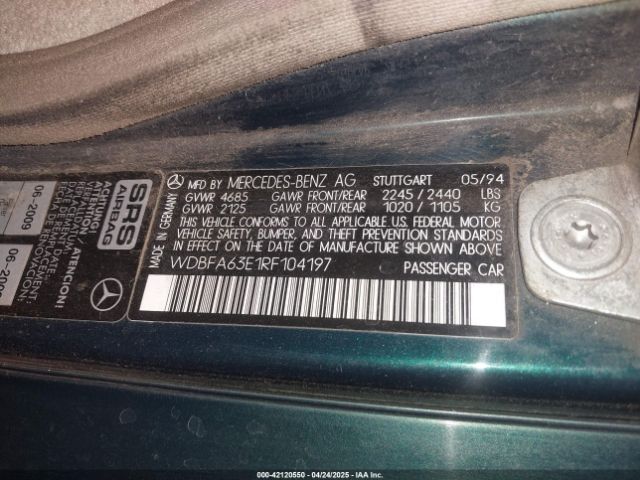 MFD BY MERCEDES-BENZ AG STUTTGART 05/94
GVWR 4685 GAWR FRONT/REAR 2245 / 2440 LBS
GVWR 2125 GAWR FRONT/REAR 1020 / 1105 KG
THIS VEHICLE CONFORMS TO ALL APPLICABLE U.S. FEDERAL MOTOR
VEHICLE SAFETY, BUMPER, AND THEFT PREVENTION STANDARDS IN EFFECT
ON THE DATE OF MANUFACTURE SHOWN ABOVE.
WDBFA63E1RF104197 PASSENGER CAR
MADE IN GERMANY
SRS
AIRBAG
ATENCION!
06-2009
000-42120550 - 04/24/2025 - IAAI.COM